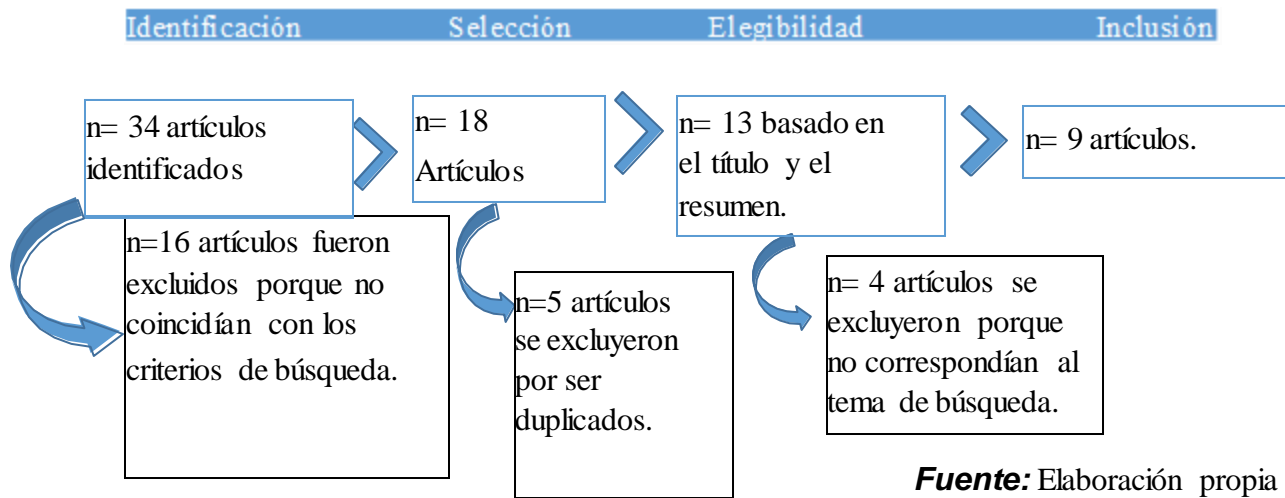 Identificación Selección Elegibilidad Inclusión
n= 34 artículos
identificados
n= 18
Artículos
n= 13 basado en
el título y el
resumen.
n= 9 artículos.
n=16 artículos fueron
excluidos porque no
coincidían con los
criterios de búsqueda.
n=5 artículos
se excluyeron
por ser
duplicados.
n= 4 artículos se
excluyeron porque
no correspondían al
tema de búsqueda.
Fuente: Elaboración propia